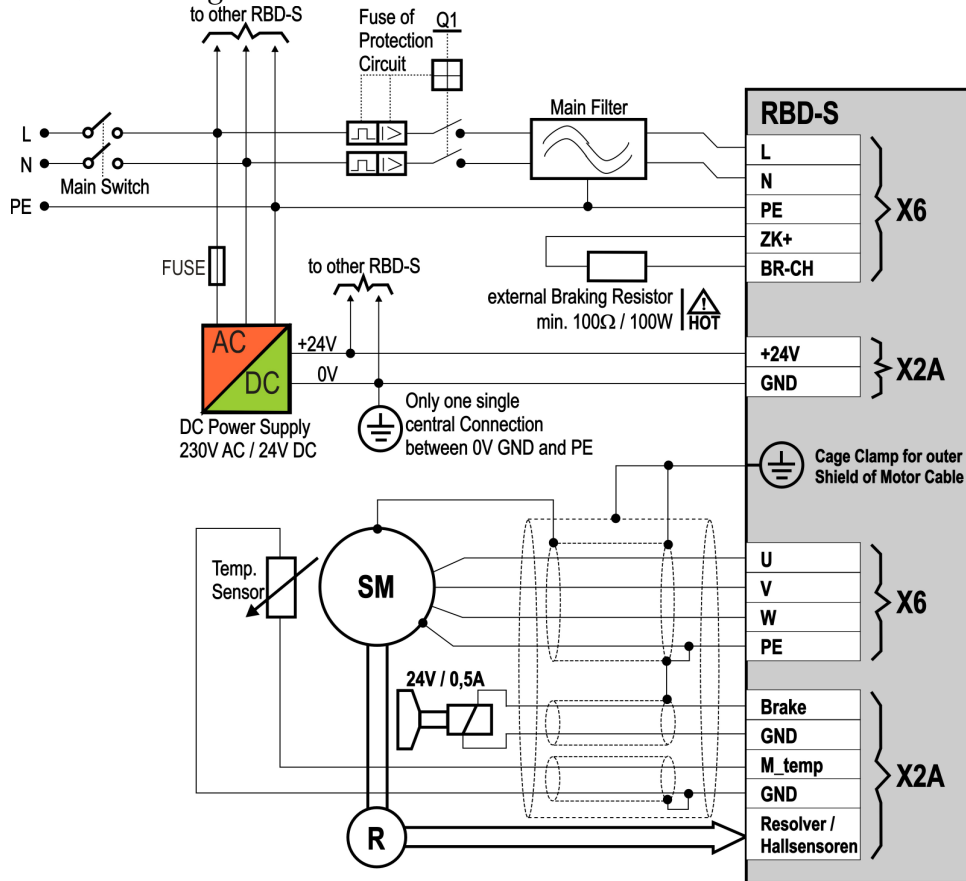 to other RBD-S
Fuse of
Protection
Circuit
Q1
L
N
Main Switch
PE
Main Filter
RBD-S
L
N
PE
ZK+
BR-CH
X6
FUSE
to other RBD-S
external Braking Resistor
min. 100Ω / 100W
HOT
AC
DC
+24V
0V
+24V
GND
X2A
DC Power Supply
230V AC / 24V DC
Only one single
central Connection
between 0V GND and PE
Cage Clamp for outer
Shield of Motor Cable
Temp.
Sensor
SM
U
V
W
PE
X6
24V / 0,5A
Brake
GND
M_temp
GND
Resolver /
Hallsensoren
X2A
R